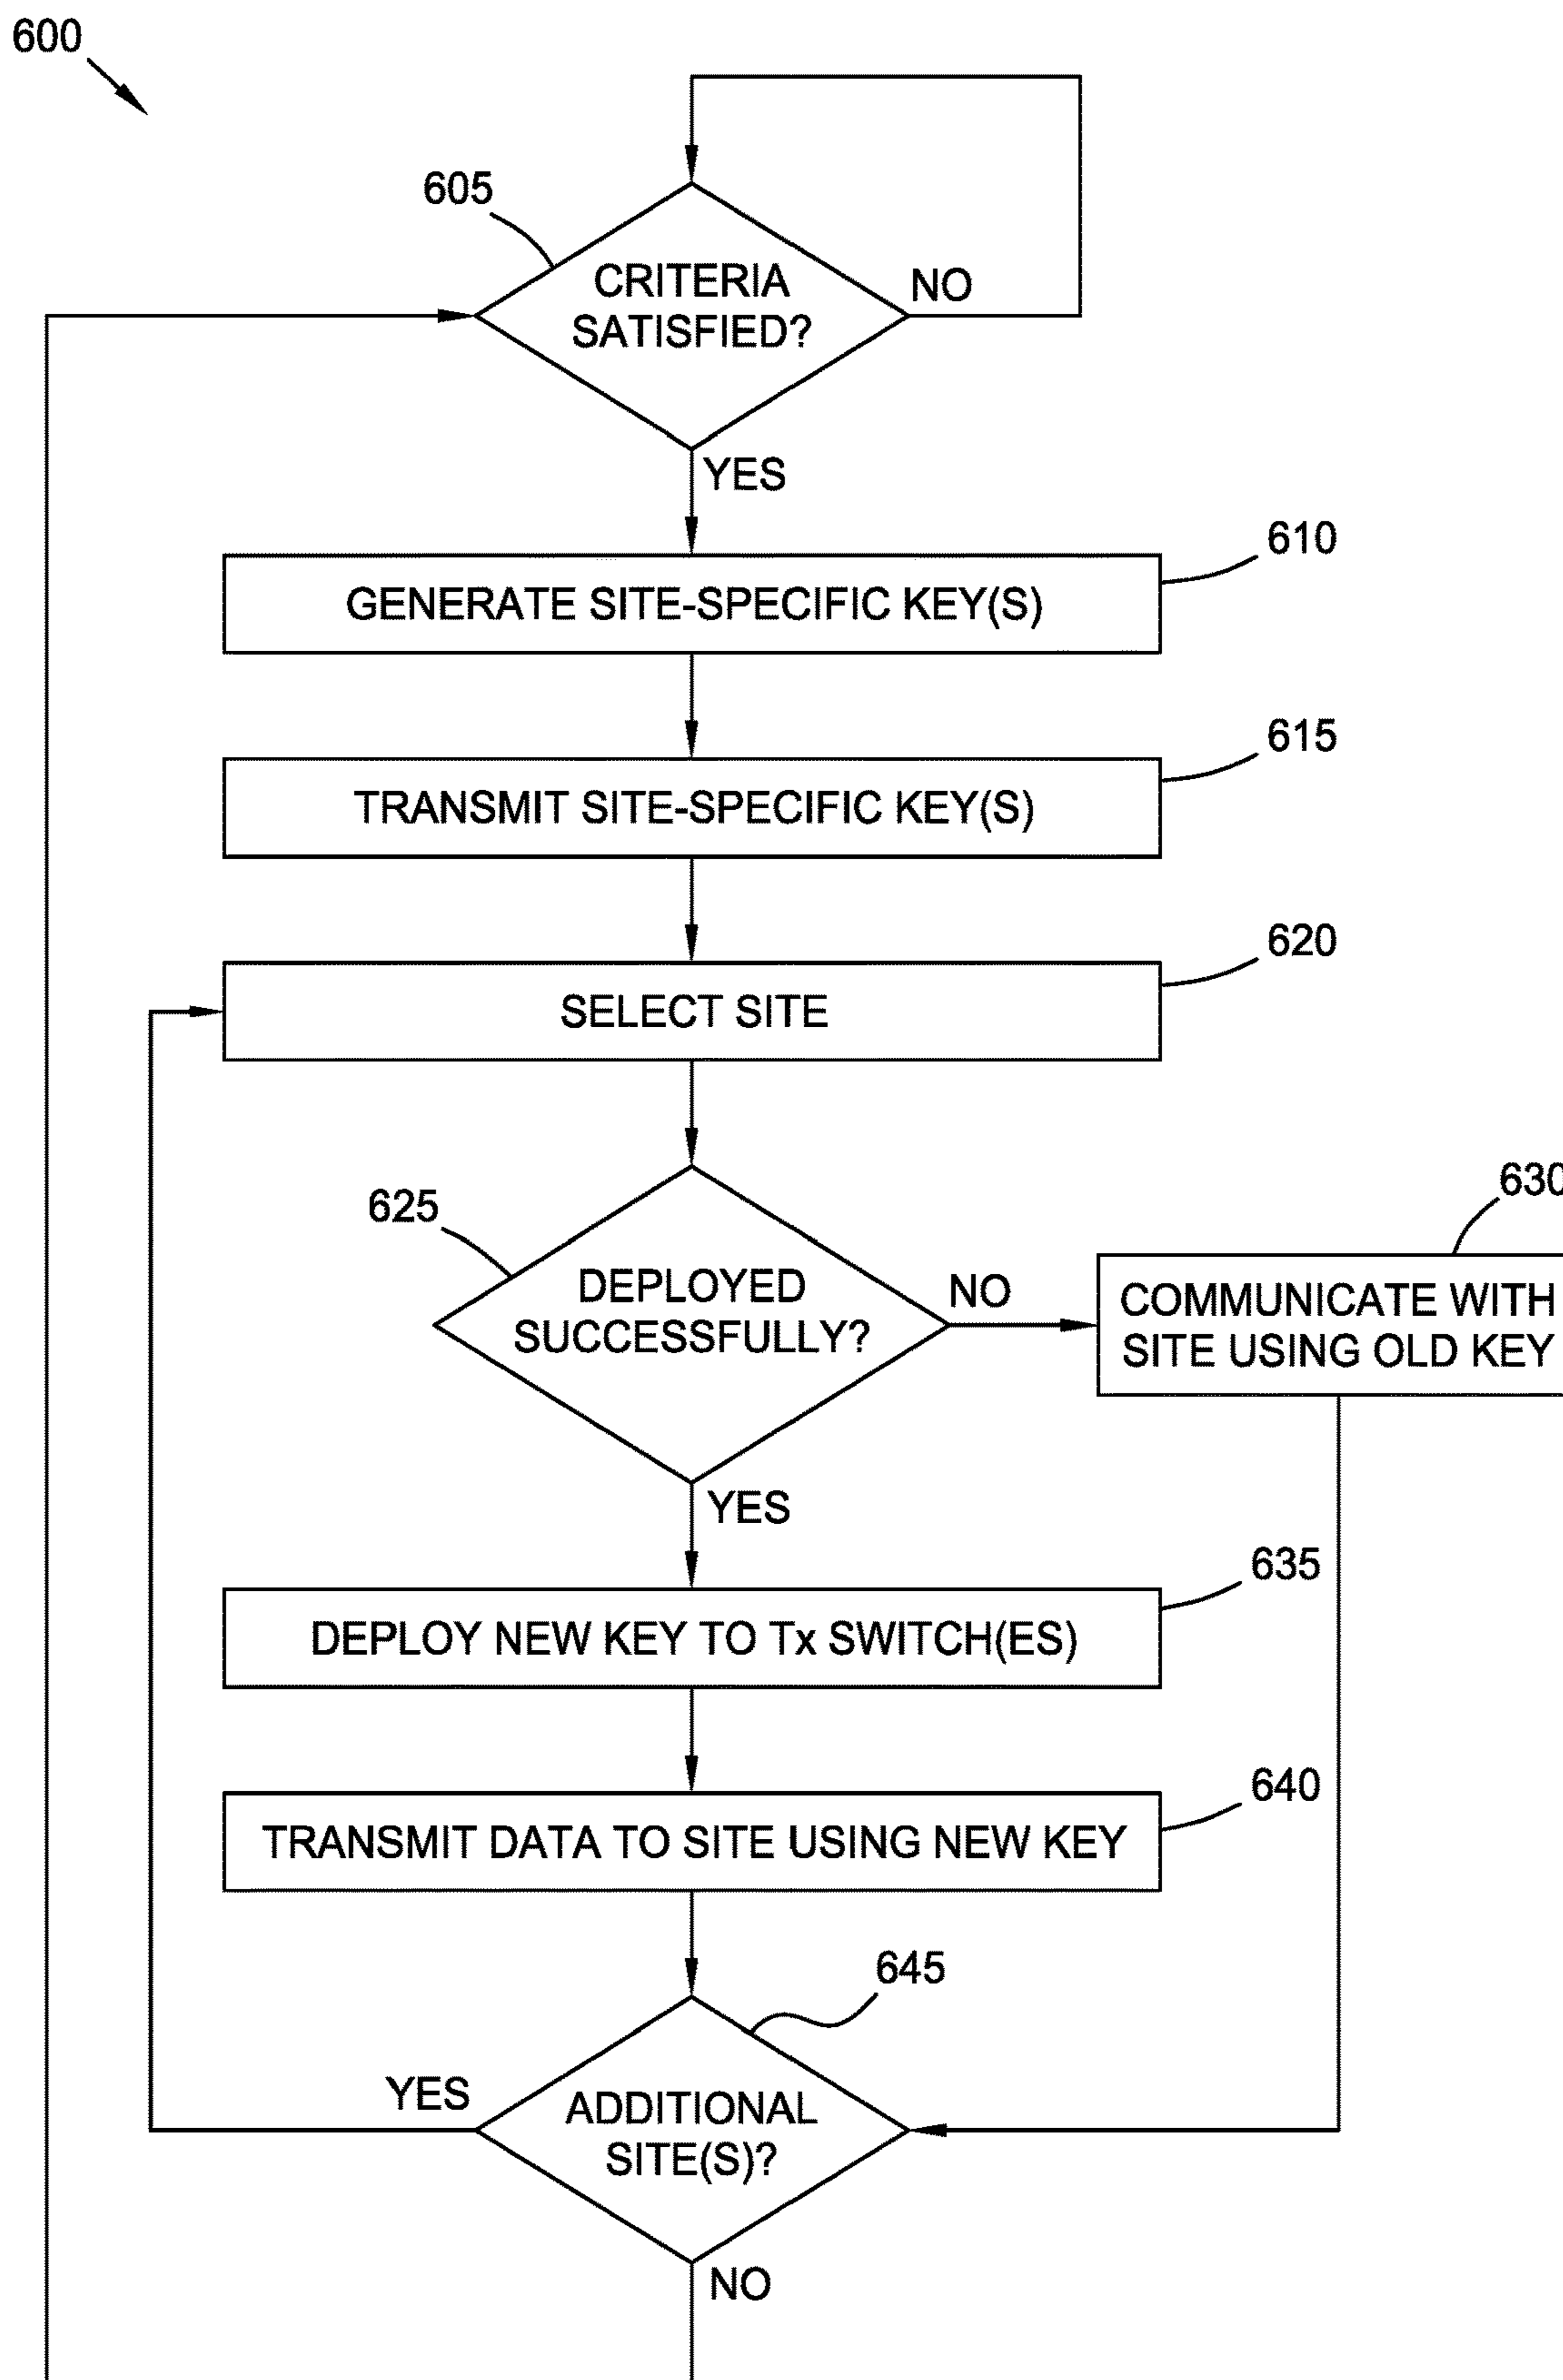 600
605
CRITERIA
SATISFIED?
NO
YES
610
GENERATE SITE-SPECIFIC KEY(S)
615
TRANSMIT SITE-SPECIFIC KEY(S)
620
SELECT SITE
625
DEPLOYED
SUCCESSFULLY?
NO
630
COMMUNICATE WITH
SITE USING OLD KEY
YES
635
DEPLOY NEW KEY TO Tx SWITCH(ES)
640
TRANSMIT DATA TO SITE USING NEW KEY
645
YES
ADDITIONAL
SITE(S)?
NO